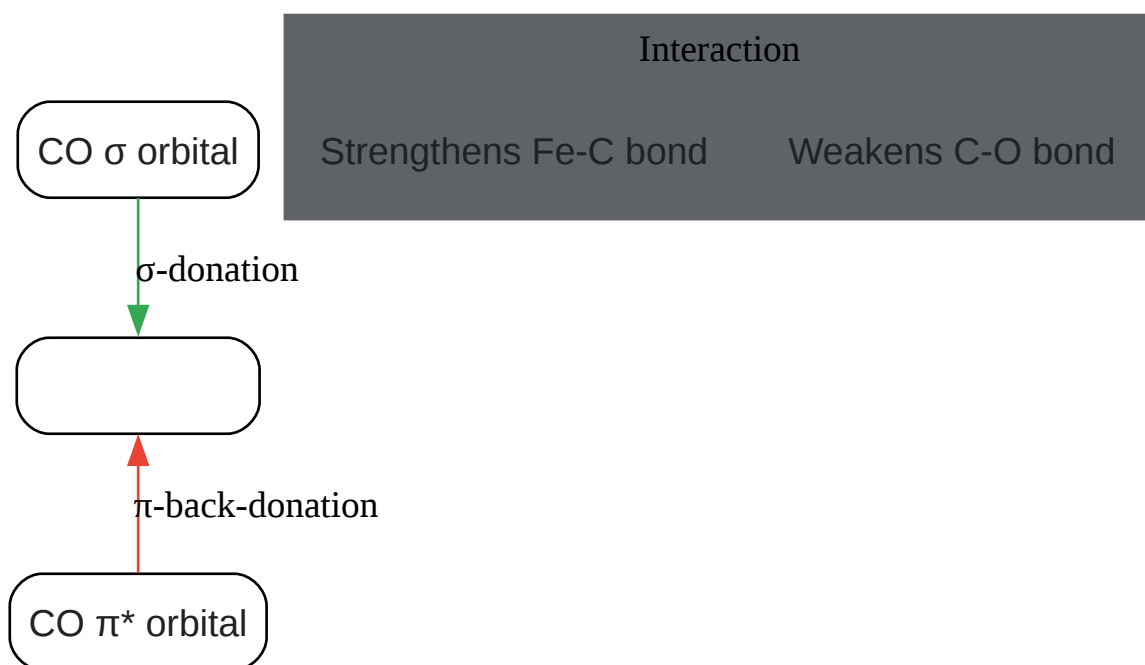 Interaction
CO σ orbital
Strengthens Fe-C bond
Weakens C-O bond
σ-donation
π-back-donation
CO π* orbital